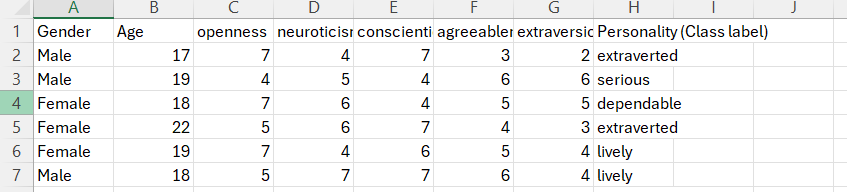 A B C D E F G H I J
1 Gender Age openness neuroticisr conscienti agreeabler extraversic Personality (Class label)
2 Male 17 7 4 7 3 2 extraverted
3 Male 19 4 5 4 6 6 serious
4 Female 18 7 6 4 5 5 dependable
5 Female 22 5 6 7 4 3 extraverted
6 Female 19 7 4 6 5 4 lively
7 Male 18 5 7 7 6 4 lively